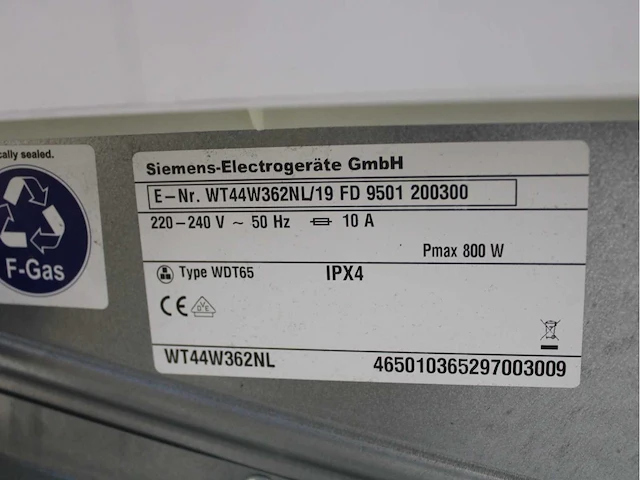 cally sealed.
F-Gas
Siemens-Electrogeräte GmbH
E-Nr. WT44W362NL/19 FD 9501 200300
220-240 V ~ 50 Hz 10 A
Pmax 800 W
Type WDT65 IPX4
CE VDE
WT44W362NL 465010365297003009